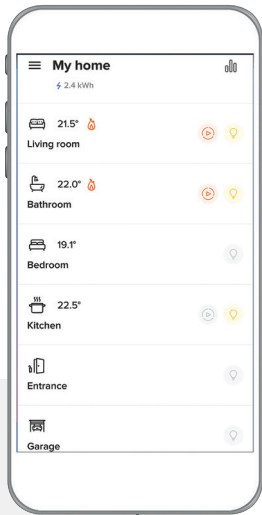 My home
2.4 kWh
21.5°
Living room
22.0°
Bathroom
19.1°
Bedroom
22.5°
Kitchen
Entrance
Garage